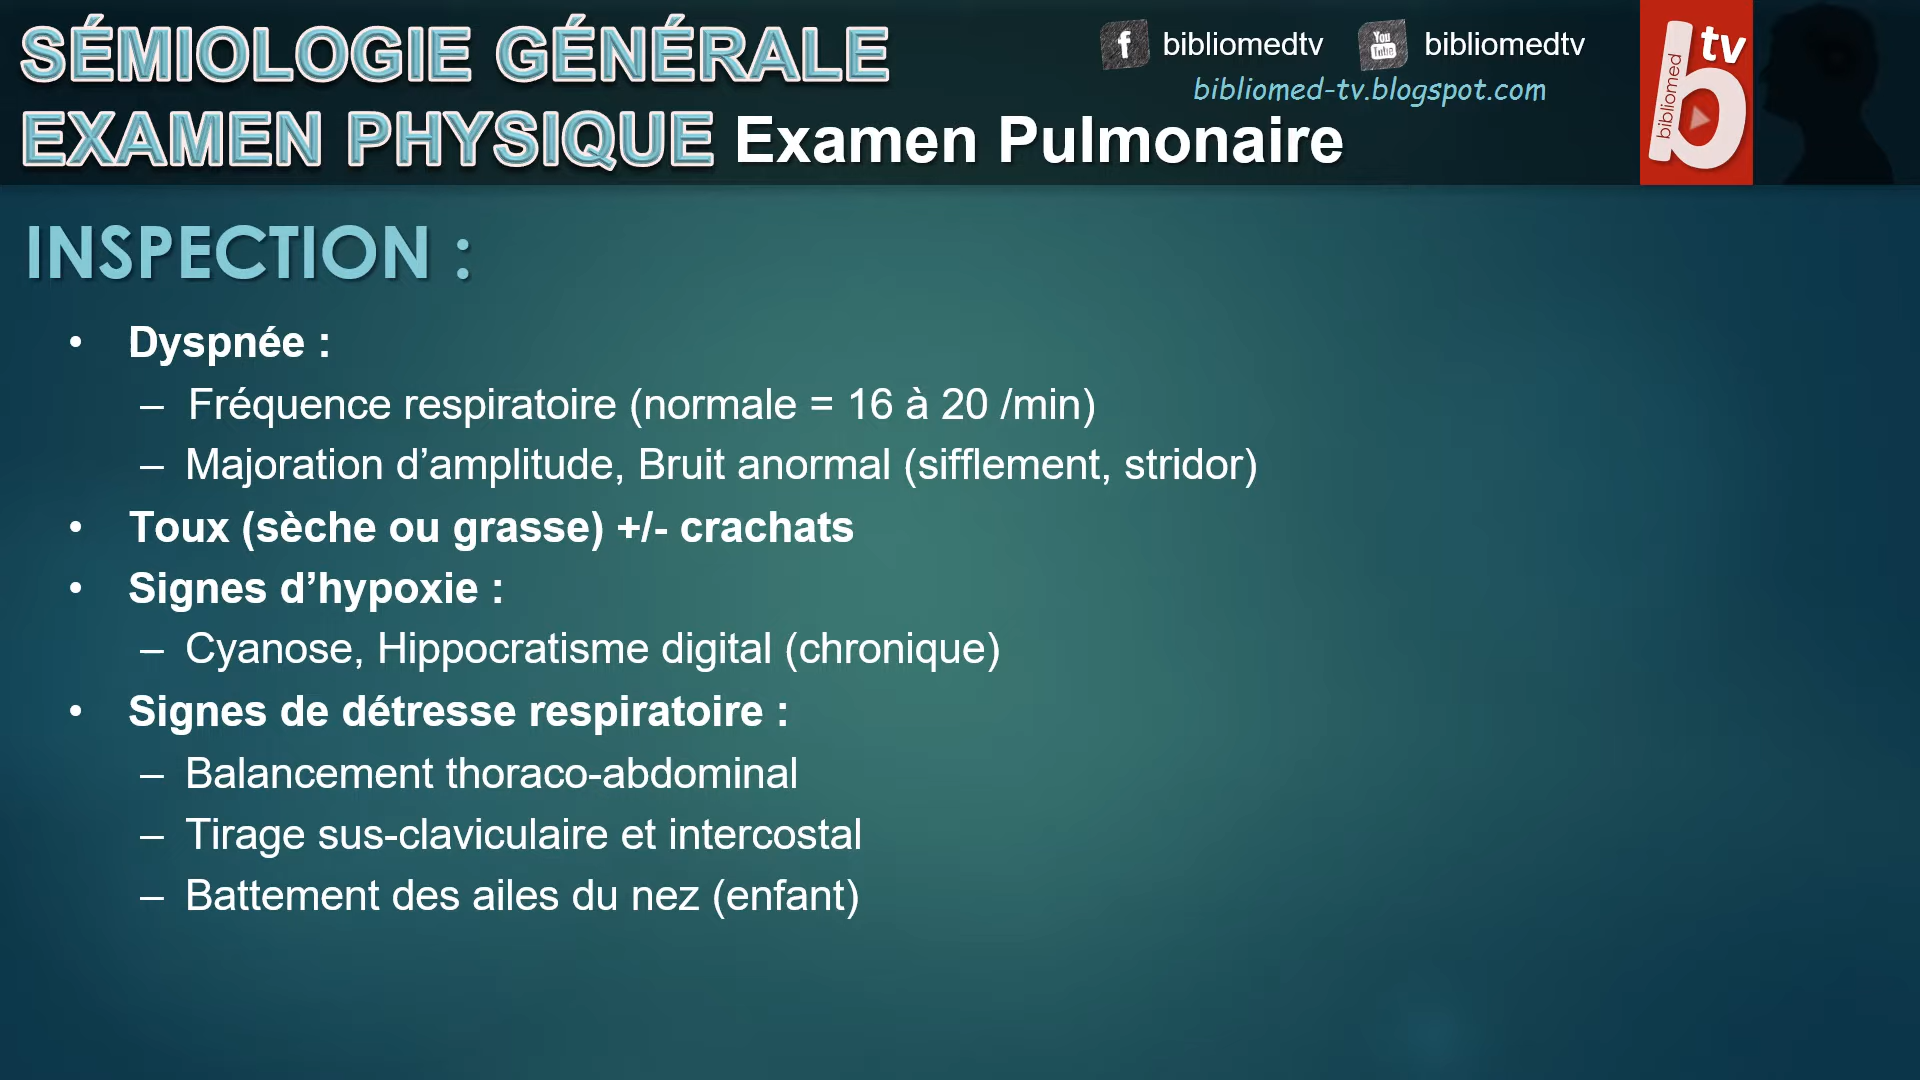 SÉMIOLOGIE GÉNÉRALE
EXAMEN PHYSIQUE Examen Pulmonaire
f bibliomedtv You Tube bibliomedtv
bibliomed-tv.blogspot.com
b tv
bibliomed
INSPECTION :
• Dyspnée :
– Fréquence respiratoire (normale = 16 à 20 /min)
– Majoration d’amplitude, Bruit anormal (sifflement, stridor)
• Toux (sèche ou grasse) +/- crachats
• Signes d’hypoxie :
– Cyanose, Hippocratisme digital (chronique)
• Signes de détresse respiratoire :
– Balancement thoraco-abdominal
– Tirage sus-claviculaire et intercostal
– Battement des ailes du nez (enfant)